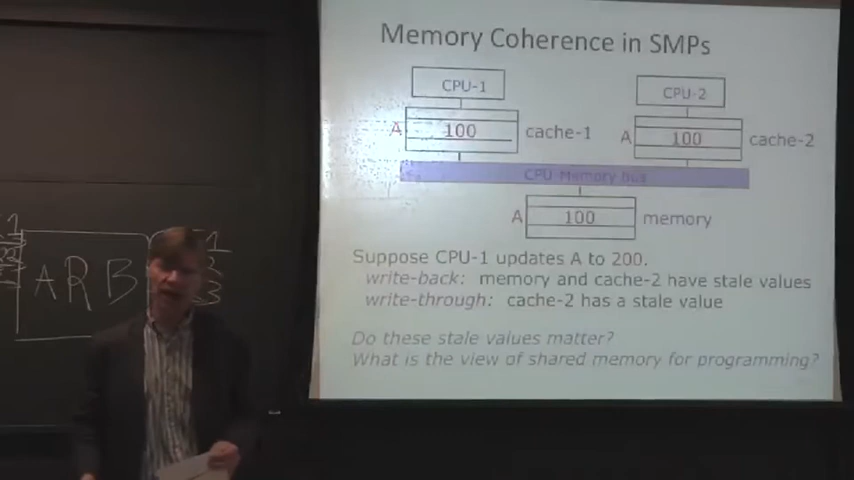 Memory Coherence in SMPs
CPU-1
CPU-2
A 100 cache-1
A 100 cache-2
CPU-Memory bus
A 100 memory
Suppose CPU-1 updates A to 200.
write-back: memory and cache-2 have stale values
write-through: cache-2 has a stale value
Do these stale values matter?
What is the view of shared memory for programming?
ARB